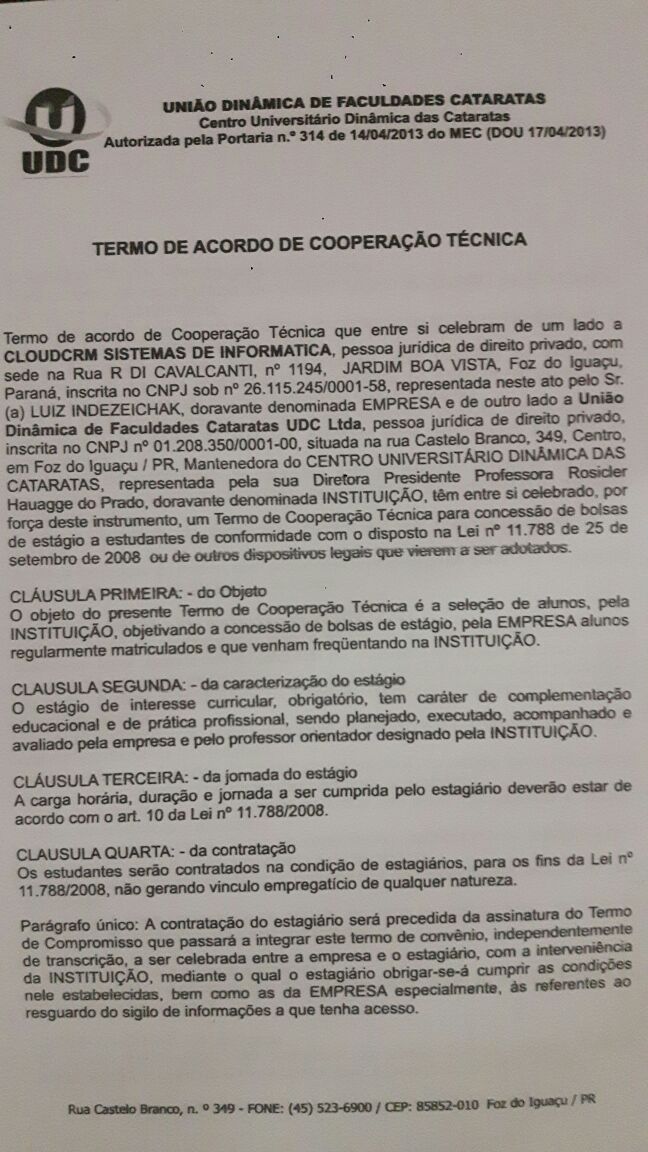 UNIÃO DINÂMICA DE FACULDADES CATARATAS
Centro Universitário Dinâmica das Cataratas
Autorizada pela Portaria n.º 314 de 14/04/2013 do MEC (DOU 17/04/2013)
UDC
TERMO DE ACORDO DE COOPERAÇÃO TÉCNICA
Termo de acordo de Cooperação Técnica que entre si celebram de um lado a
CLOUDCRM SISTEMAS DE INFORMATICA, pessoa jurídica de direito privado, com
sede na Rua R DI CAVALCANTI, nº 1194, JARDIM BOA VISTA, Foz do Iguaçu,
Paraná, inscrita no CNPJ sob nº 26.115.245/0001-58, representada neste ato pelo Sr.
(a) LUIZ INDEZEICHAK, doravante denominada EMPRESA e de outro lado a União
Dinâmica de Faculdades Cataratas UDC Ltda, pessoa jurídica de direito privado,
inscrita no CNPJ nº 01.208.350/0001-00, situada na rua Castelo Branco, 349, Centro,
em Foz do Iguaçu / PR, Mantenedora do CENTRO UNIVERSITÁRIO DINÂMICA DAS
CATARATAS, representada pela sua Diretora Presidente Professora Rosicler
Hauagge do Prado, doravante denominada INSTITUIÇÃO, têm entre si celebrado, por
força deste instrumento, um Termo de Cooperação Técnica para concessão de bolsas
de estágio a estudantes de conformidade com o disposto na Lei nº 11.788 de 25 de
setembro de 2008 ou de outros dispositivos legais que vierem a ser adotados.
CLÁUSULA PRIMEIRA: - do Objeto
O objeto do presente Termo de Cooperação Técnica é a seleção de alunos, pela
INSTITUIÇÃO, objetivando a concessão de bolsas de estágio, pela EMPRESA alunos
regularmente matriculados e que venham freqüentando na INSTITUIÇÃO.
CLAUSULA SEGUNDA: - da caracterização do estágio
O estágio de interesse curricular, obrigatório, tem caráter de complementação
educacional e de prática profissional, sendo planejado, executado, acompanhado e
avaliado pela empresa e pelo professor orientador designado pela INSTITUIÇÃO.
CLÁUSULA TERCEIRA: - da jornada do estágio
A carga horária, duração e jornada a ser cumprida pelo estagiário deverão estar de
acordo com o art. 10 da Lei nº 11.788/2008.
CLAUSULA QUARTA: - da contratação
Os estudantes serão contratados na condição de estagiários, para os fins da Lei nº
11.788/2008, não gerando vinculo empregatício de qualquer natureza.
Parágrafo único: A contratação do estagiário será precedida da assinatura do Termo
de Compromisso que passará a integrar este termo de convênio, independentemente
de transcrição, a ser celebrada entre a empresa e o estagiário, com a interveniência
da INSTITUIÇÃO, mediante o qual o estagiário obrigar-se-á cumprir as condições
nele estabelecidas, bem como as da EMPRESA especialmente, às referentes ao
resguardo do sigilo de informações a que tenha acesso.
Rua Castelo Branco, n. º 349 - FONE: (45) 523-6900 / CEP: 85852-010 Foz do Iguaçu / PR